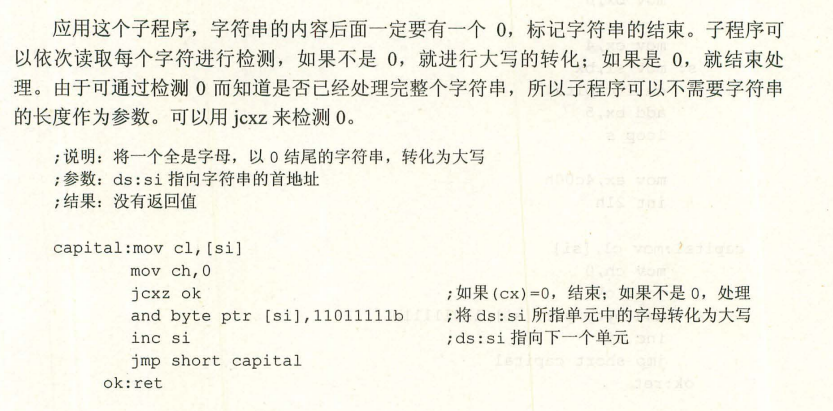 应用这个子程序，字符串的内容后面一定要有一个 0，标记字符串的结束。子程序可
以依次读取每个字符进行检测，如果不是 0，就进行大写的转化；如果是 0，就结束处
理。由于可通过检测 0 而知道是否已经处理完整个字符串，所以子程序可以不需要字符串
的长度作为参数。可以用 jcxz 来检测 0。
;说明：将一个全是字母，以 0 结尾的字符串，转化为大写
;参数：ds:si 指向字符串的首地址
;结果：没有返回值
capital:mov cl,[si]
mov ch,0
jcxz ok ;如果(cx)=0，结束；如果不是 0，处理
and byte ptr [si],11011111b ;将 ds:si 所指单元中的字母转化为大写
inc si ;ds:si 指向下一个单元
jmp short capital
ok:ret